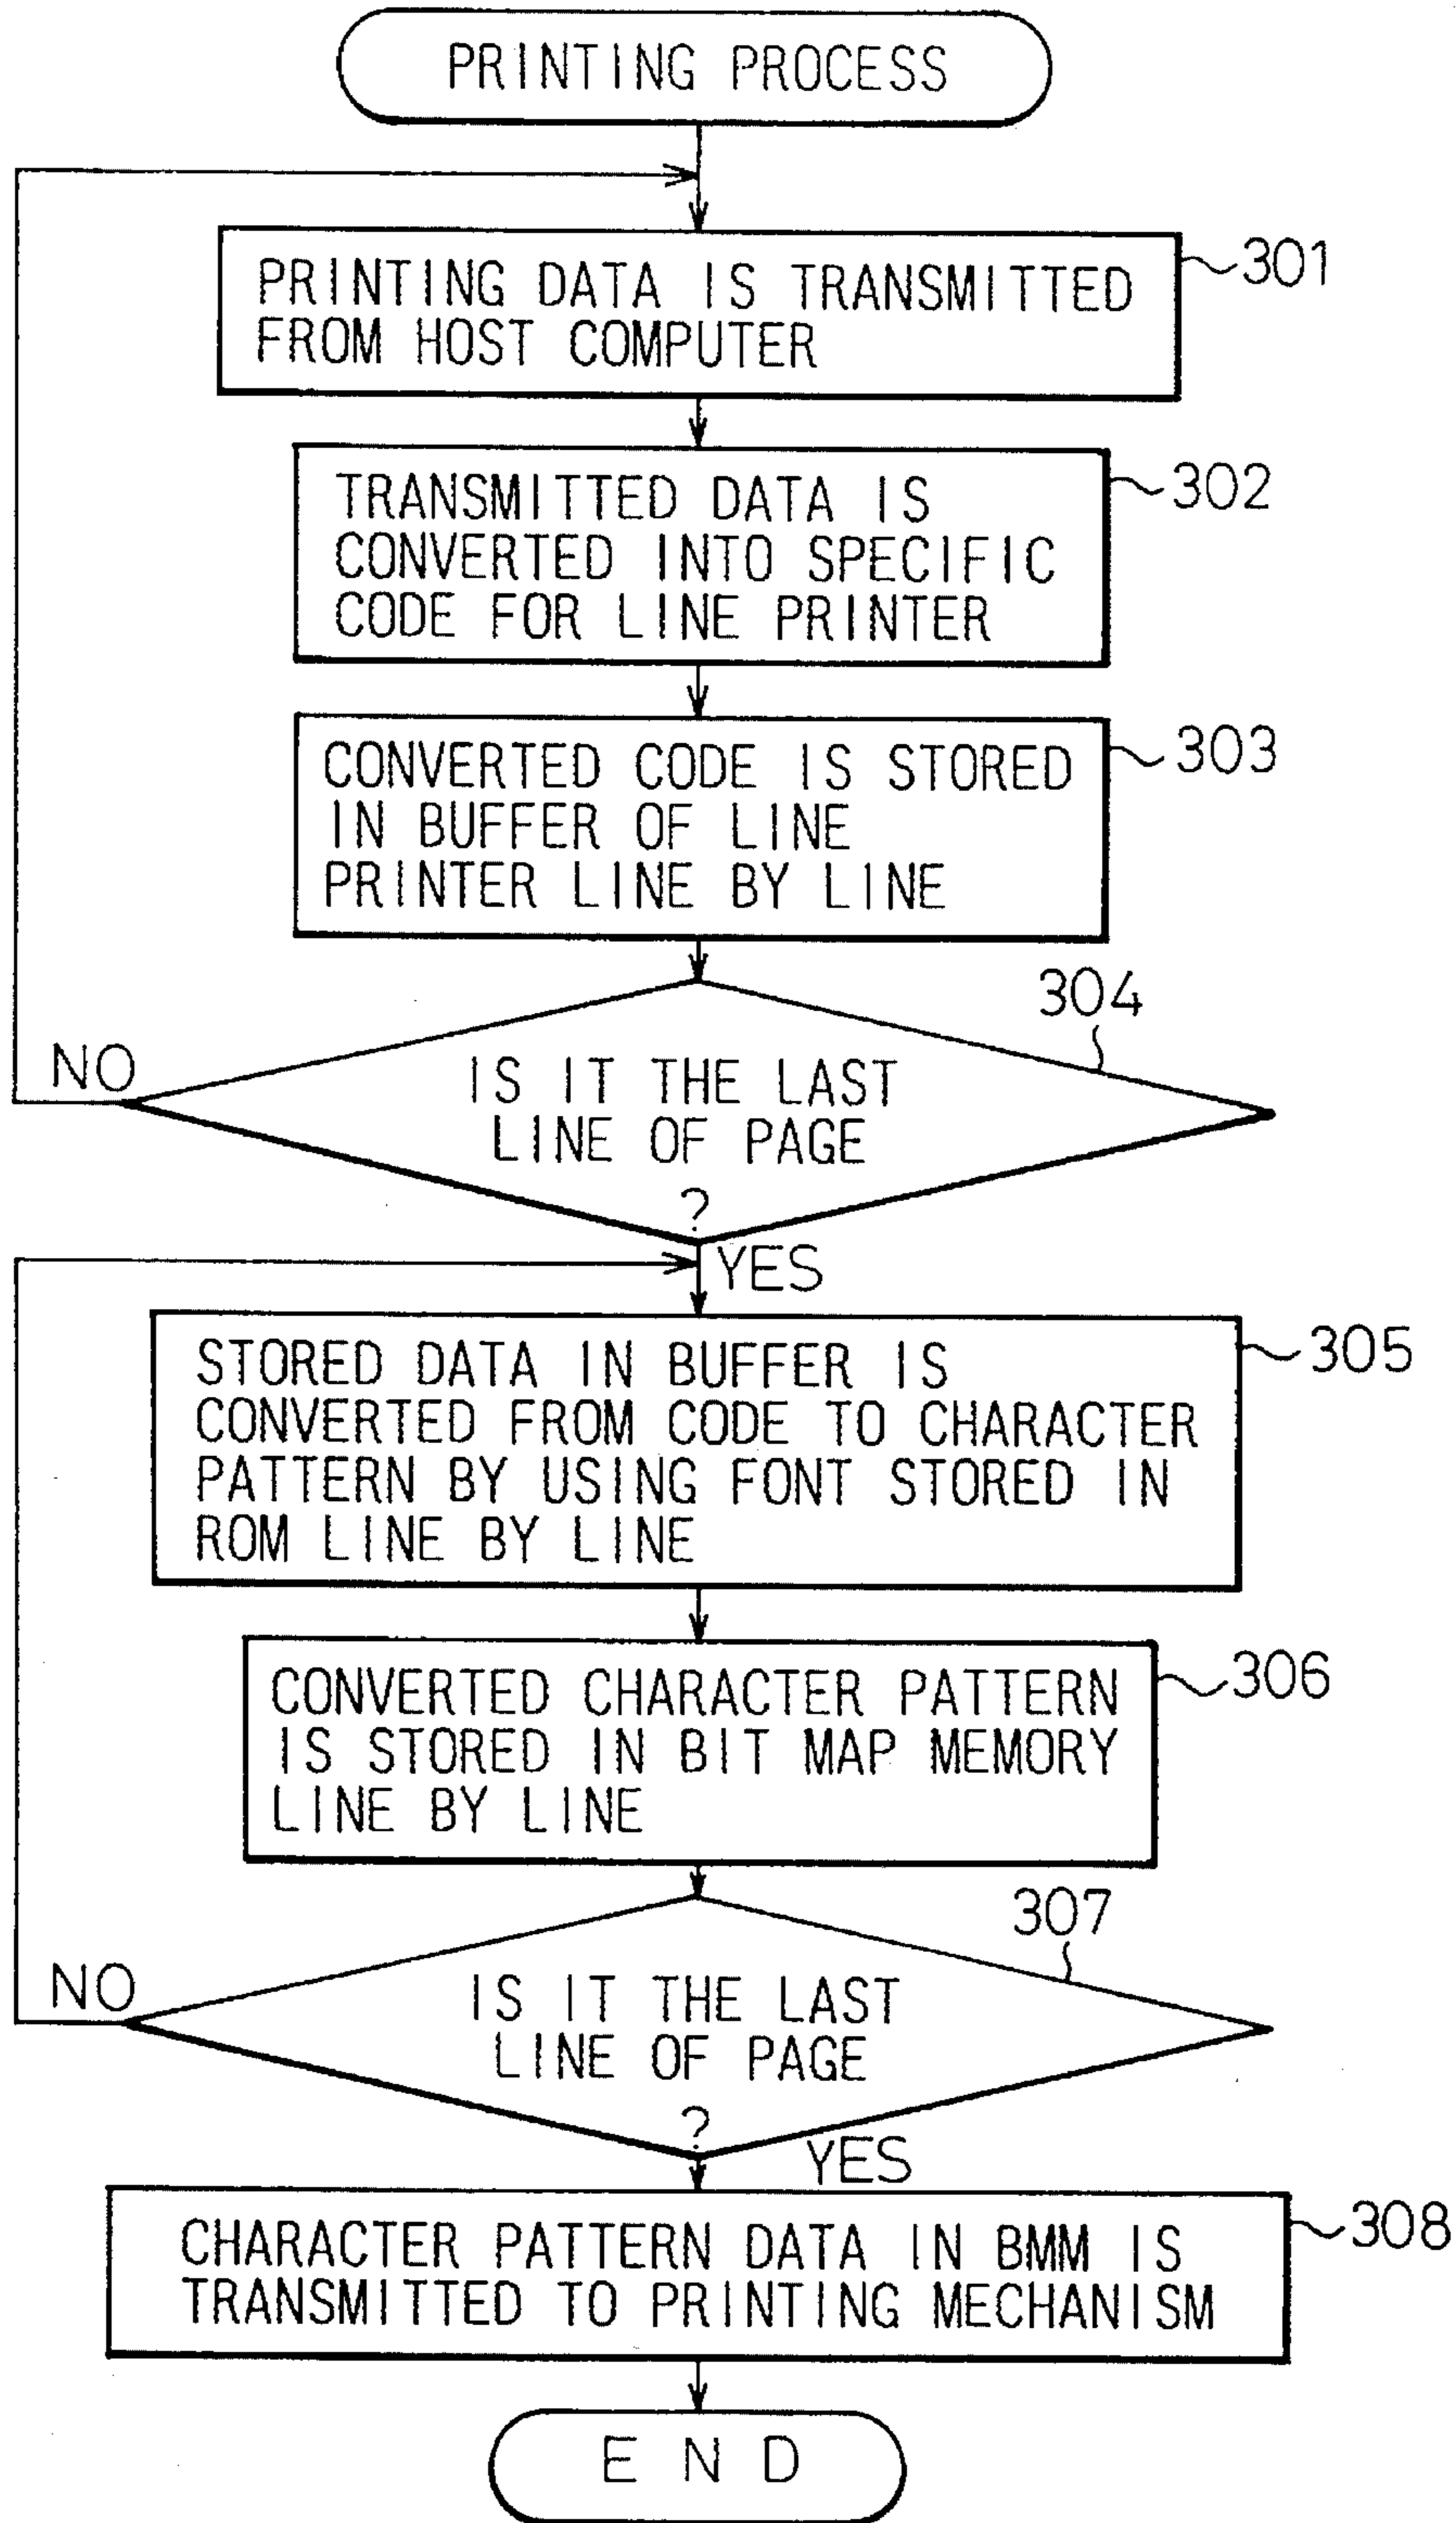 PRINTING PROCESS
301
PRINTING DATA IS TRANSMITTED
FROM HOST COMPUTER
302
TRANSMITTED DATA IS
CONVERTED INTO SPECIFIC
CODE FOR LINE PRINTER
303
CONVERTED CODE IS STORED
IN BUFFER OF LINE
PRINTER LINE BY LINE
304
NO
IS IT THE LAST
LINE OF PAGE
?
YES
305
STORED DATA IN BUFFER IS
CONVERTED FROM CODE TO CHARACTER
PATTERN BY USING FONT STORED IN
ROM LINE BY LINE
306
CONVERTED CHARACTER PATTERN
IS STORED IN BIT MAP MEMORY
LINE BY LINE
307
NO
IS IT THE LAST
LINE OF PAGE
?
YES
308
CHARACTER PATTERN DATA IN BMM IS
TRANSMITTED TO PRINTING MECHANISM
END